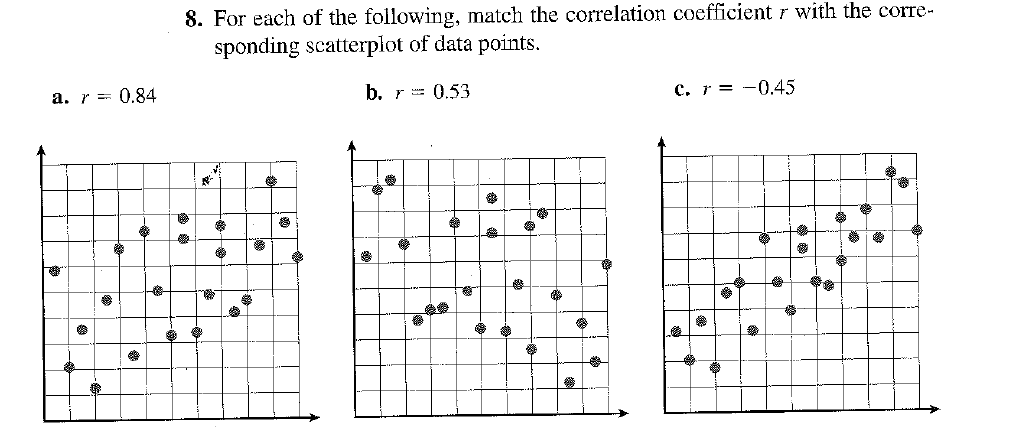 8. For each of the following, match the correlation coefficient r with the corre-
sponding scatterplot of data points.
a. r = 0.84
b. r = 0.53
c. r = −0.45